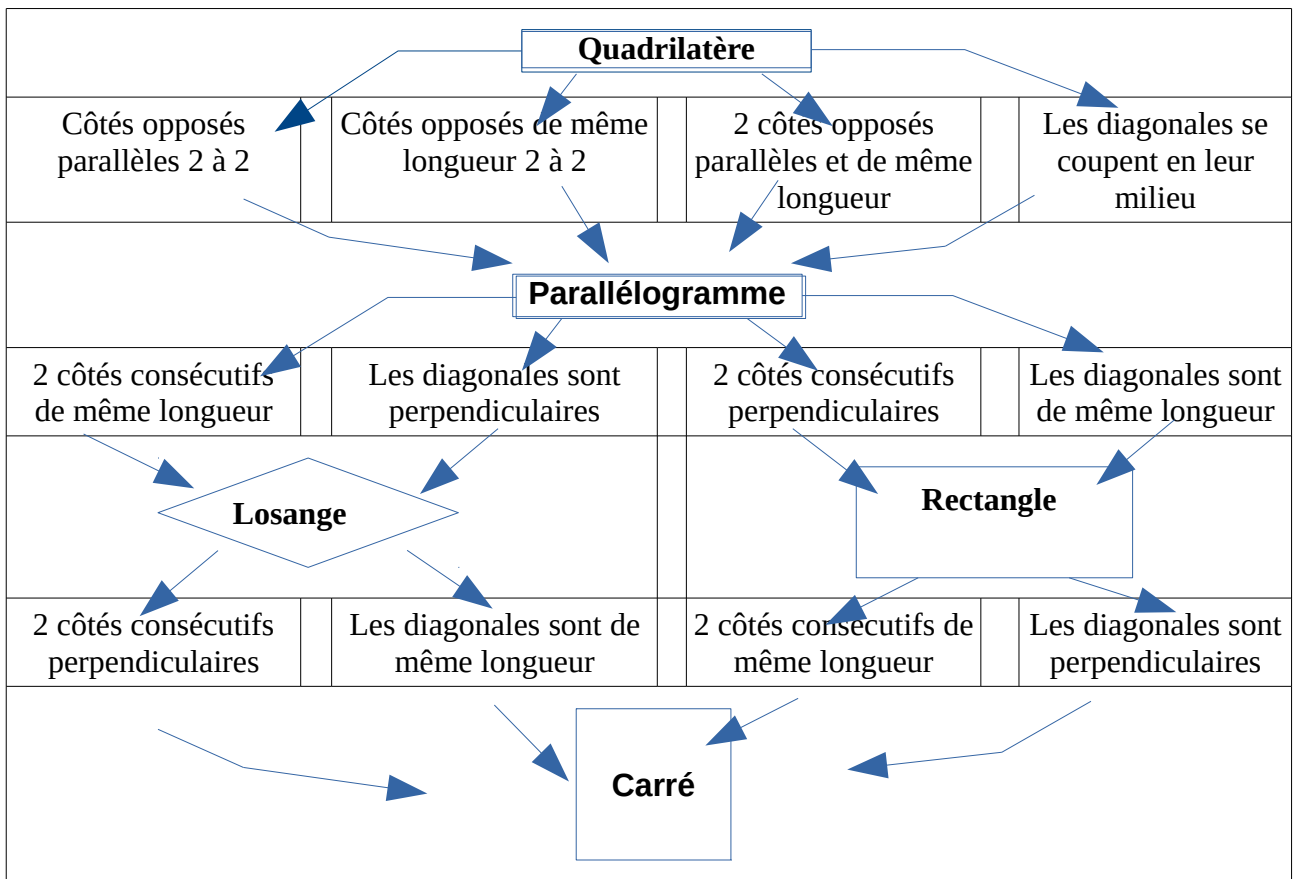 Quadrilatère
Côtés opposés
parallèles 2 à 2
Côtés opposés de même
longueur 2 à 2
2 côtés opposés
parallèles et de même
longueur
Les diagonales se
coupent en leur
milieu
Parallélogramme
2 côtés consécutifs
de même longueur
Les diagonales sont
perpendiculaires
2 côtés consécutifs
perpendiculaires
Les diagonales sont
de même longueur
Losange
Rectangle
2 côtés consécutifs
perpendiculaires
Les diagonales sont de
même longueur
2 côtés consécutifs de
même longueur
Les diagonales sont
perpendiculaires
Carré